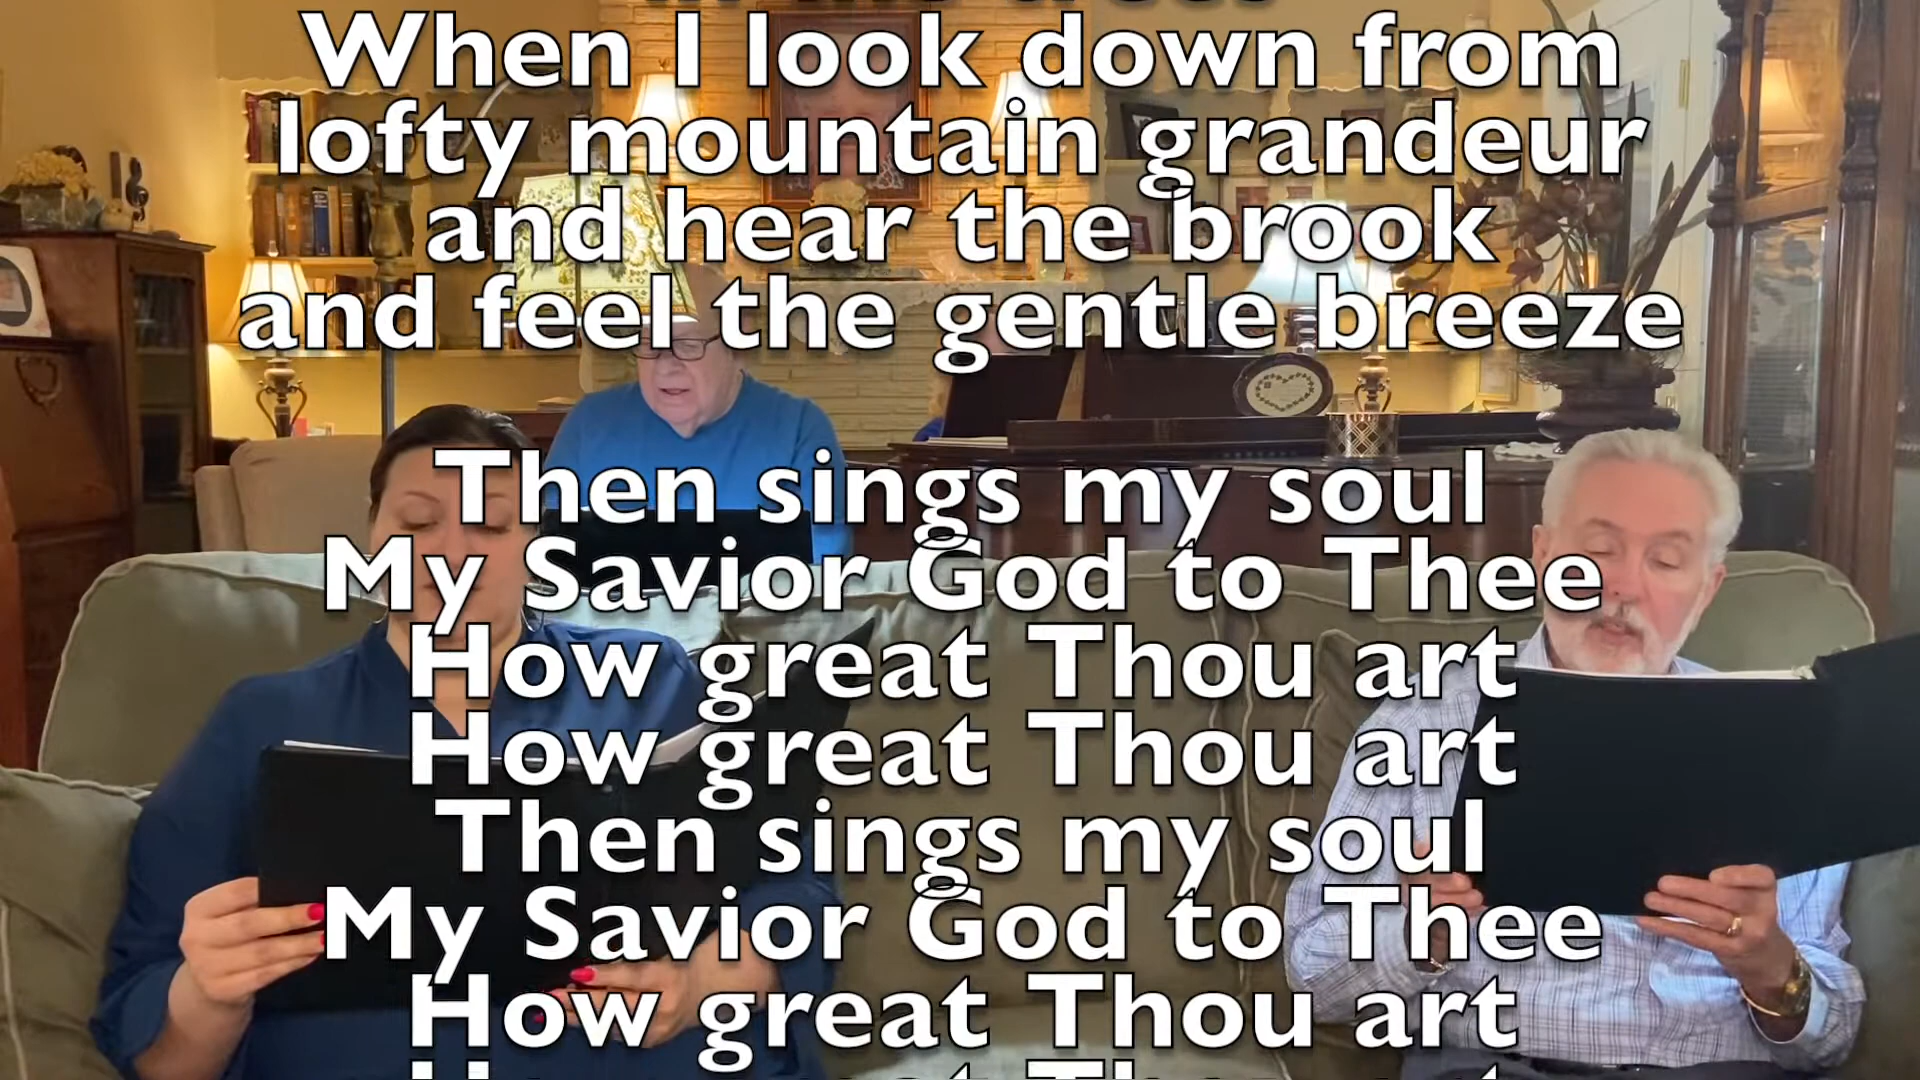 When I look down from
lofty mountain grandeur
and hear the brook
and feel the gentle breeze
Then sings my soul
My Savior God to Thee
How great Thou art
How great Thou art
Then sings my soul
My Savior God to Thee
How great Thou art